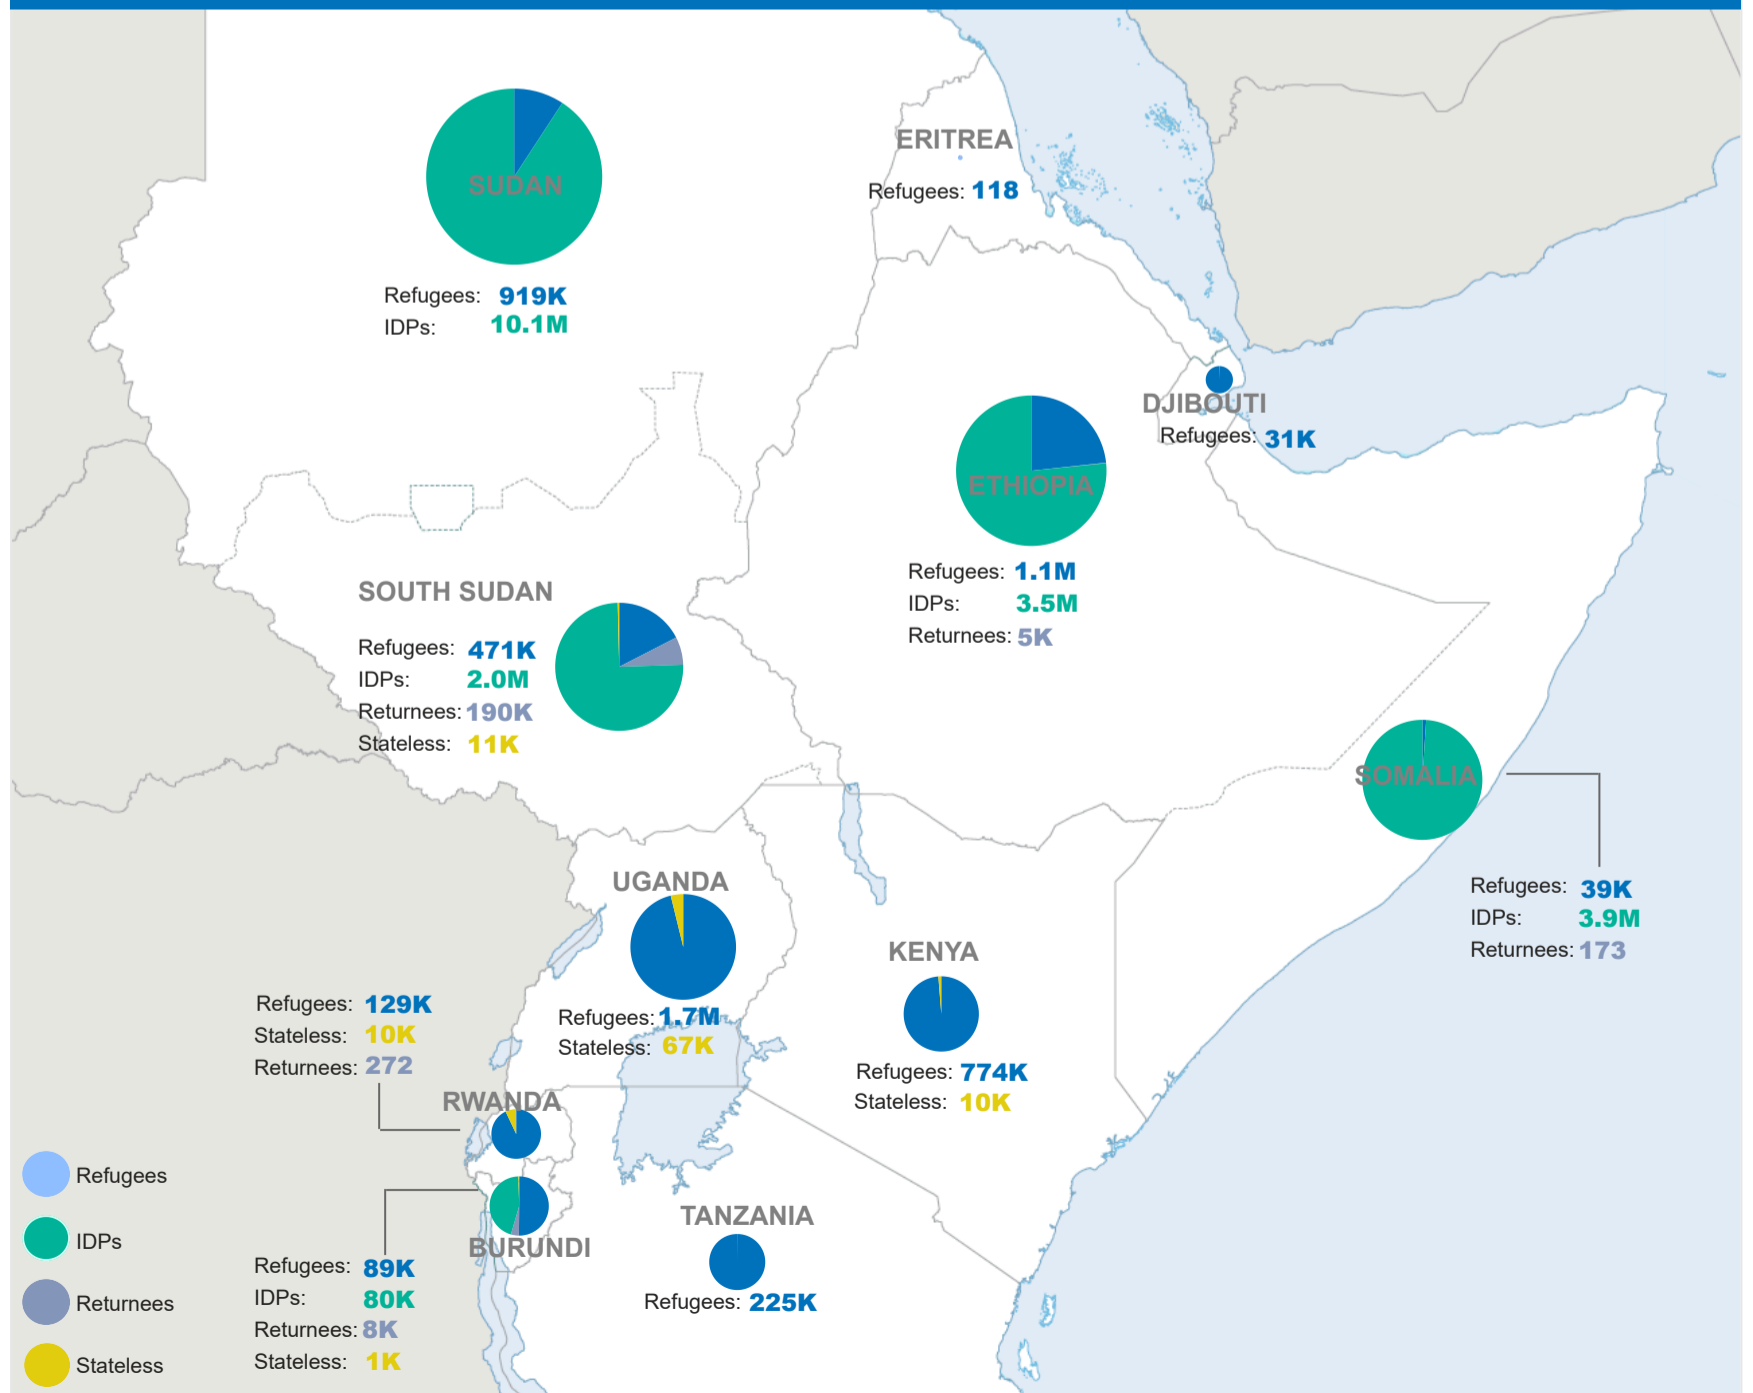 SUDAN
Refugees: 919K
IDPs: 10.1M
ERITREA
Refugees: 118
DJIBOUTI
Refugees: 31K
ETHIOPIA
Refugees: 1.1M
IDPs: 3.5M
Returnees: 5K
SOUTH SUDAN
Refugees: 471K
IDPs: 2.0M
Returnees: 190K
Stateless: 11K
SOMALIA
Refugees: 39K
IDPs: 3.9M
Returnees: 173
UGANDA
Refugees: 1.7M
Stateless: 67K
KENYA
Refugees: 774K
Stateless: 10K
Refugees: 129K
Stateless: 10K
Returnees: 272
RWANDA
BURUNDI
Refugees: 89K
IDPs: 80K
Returnees: 8K
Stateless: 1K
TANZANIA
Refugees: 225K
Refugees
IDPs
Returnees
Stateless